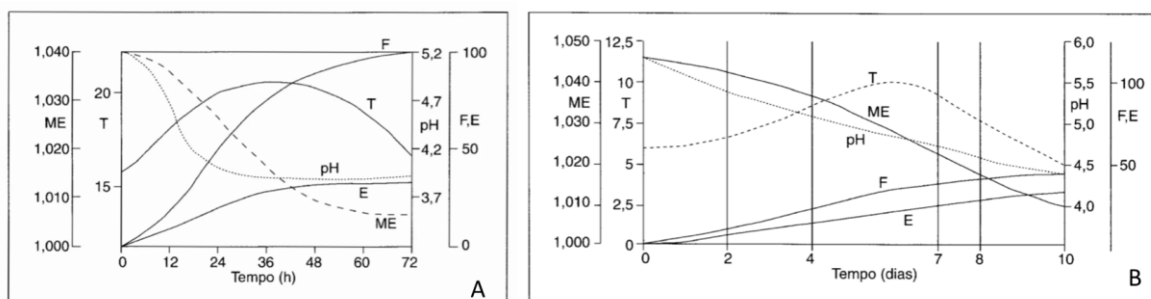 1,040
1,030
ME
1,020
1,010
1,000
20
T
15
F
T
pH
E
ME
5,2
4,7
pH
4,2
3,7
100
F,E
50
0
0 12 24 36 48 60 72
Tempo (h)
A
1,050
1,040
ME
1,030
1,020
1,010
1,000
12,5
10
T
7,5
5
2,5
0
T
ME
pH
F
E
6,0
5,5
pH
5,0
4,5
4,0
100
F,E
50
0
0 2 4 7 8 10
Tempo (dias)
B